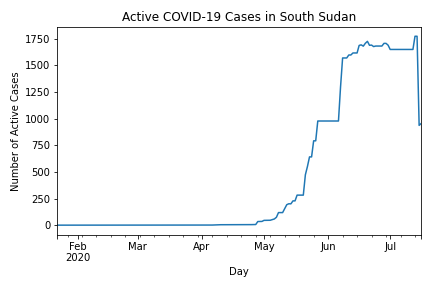 Active COVID-19 Cases in South Sudan
Number of Active Cases
1750
1500
1250
1000
750
500
250
0
Feb
2020
Mar
Apr
May
Jun
Jul
Day